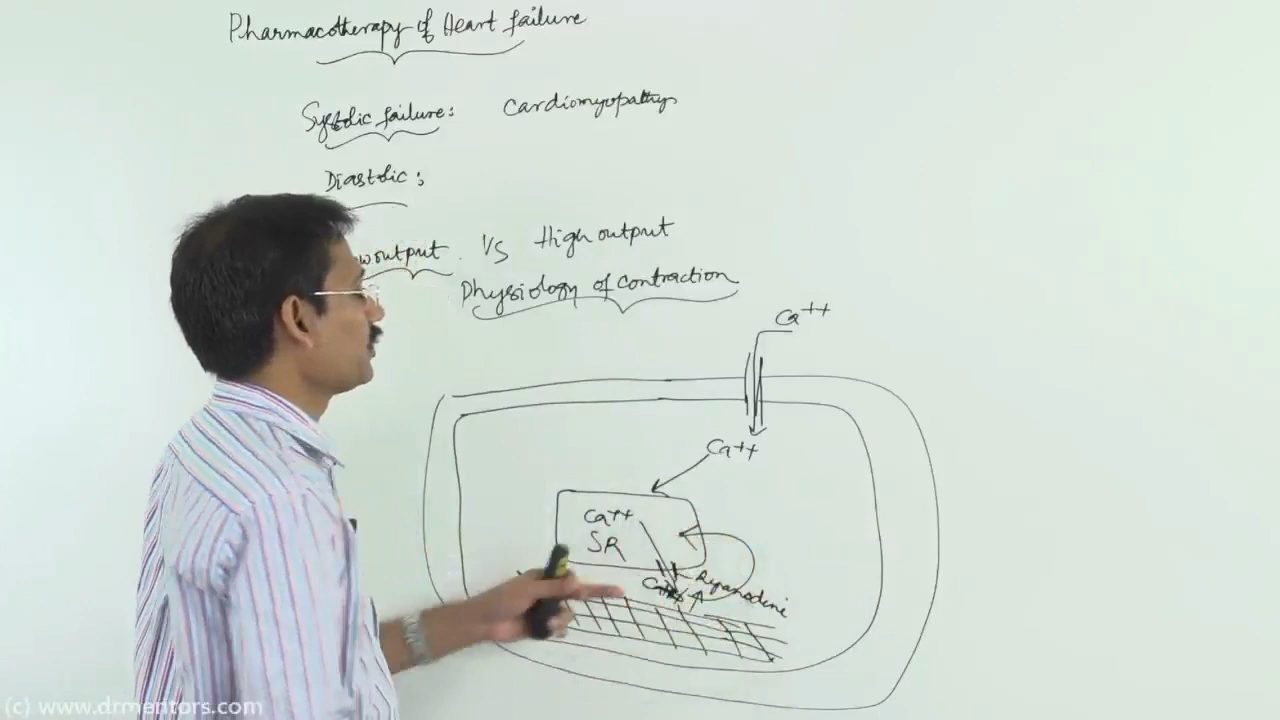 Pharmacotherapy of Heart failure
Systolic failure: Cardiomyopathy
Diastolic:
output Vs High output
Physiology of contraction
Ca++
Ca++
Ca++
SR
Ryanodine
(c) www.drmentors.com